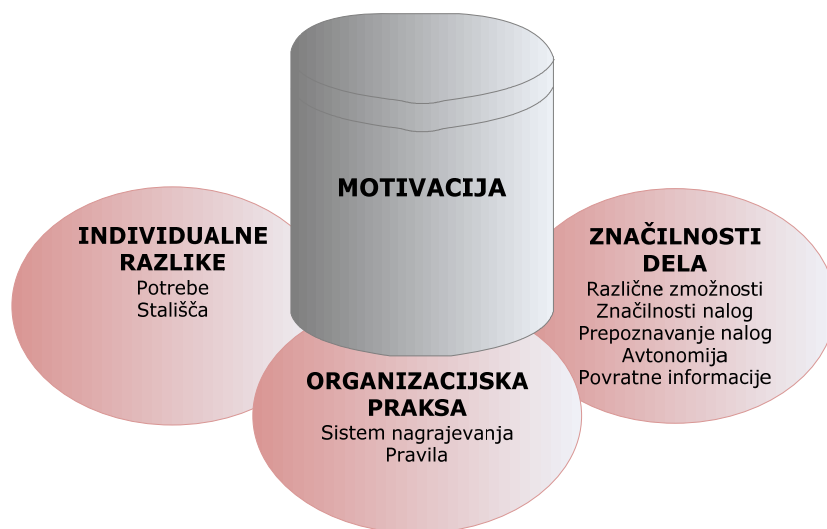 MOTIVACIJA
INDIVIDUALNE
RAZLIKE
Potrebe
Stališča
ORGANIZACIJSKA
PRAKSA
Sistem nagrajevanja
Pravila
ZNAČILNOSTI
DELA
Različne zmožnosti
Značilnosti nalog
Prepoznavanje nalog
Avtonomija
Povratne informacije